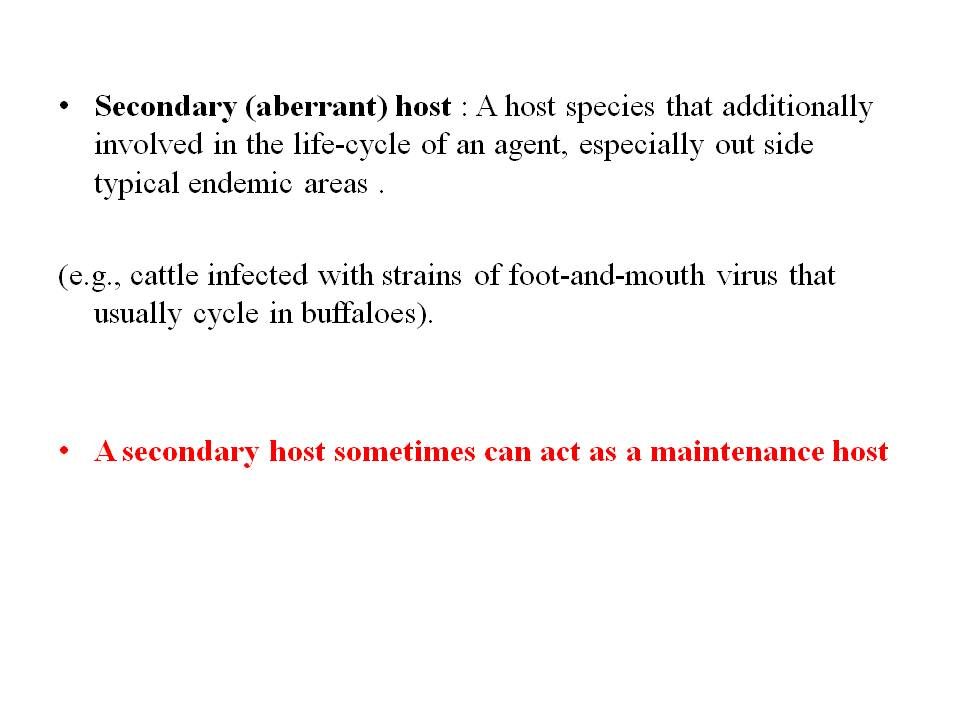 • Secondary (aberrant) host : A host species that additionally
involved in the life-cycle of an agent, especially out side
typical endemic areas .
(e.g., cattle infected with strains of foot-and-mouth virus that
usually cycle in buffaloes).
• A secondary host sometimes can act as a maintenance host